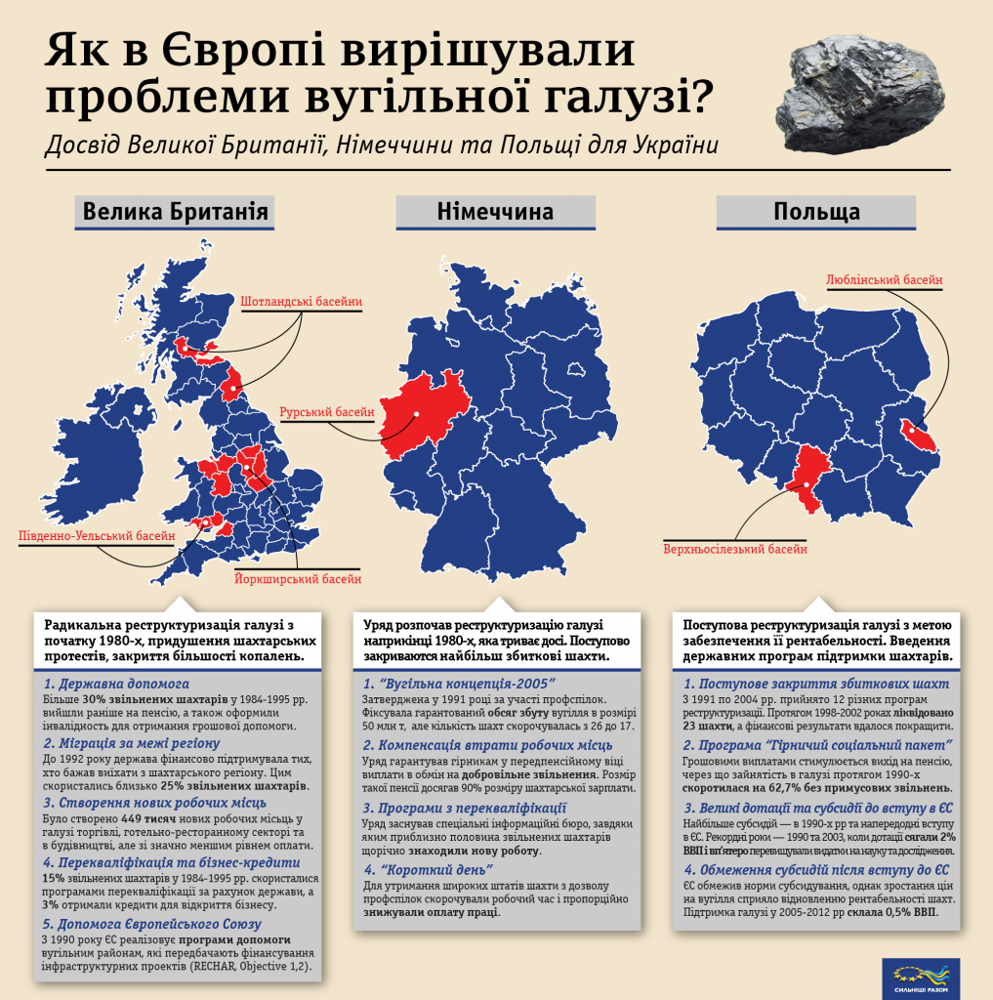 Як в Європі вирішували
проблеми вугільної галузі?
Досвід Великої Британії, Німеччини та Польщі для України
Велика Британія
Шотландські басейни
Південно-Уельський басейн
Йоркширський басейн
Радикальна реструктуризація галузі з
початку 1980-х, придушення шахтарських
протестів, закриття більшості копалень.
1. Державна допомога
Більше 30% звільнених шахтарів у 1984-1995 рр.
вийшли раніше на пенсію, а також оформили
інвалідність для отримання грошової допомоги.
2. Міграція за межі регіону
До 1992 року держава фінансово підтримувала тих,
хто бажав виїхати з шахтарського регіону. Цим
скористались близько 25% звільнених шахтарів.
3. Створення нових робочих місць
Було створено 449 тисяч нових робочих місьць у
галузі торгівлі, готельно-ресторанному секторі та
в будівництві, але зі значно меншим рівнем оплати.
4. Перекваліфікація та бізнес-кредити
15% звільнених шахтарів у 1984-1995 рр. скористалися
програмами перекваліфікації за рахунок держави, а
3% отримали кредити для відкриття бізнесу.
5. Допомога Європейського Союзу
З 1990 року ЄС реалізовує програми допомоги
вугільним районам, які передбачають фінансування
інфраструктурних проектів (RECHAR, Objective 1,2).
Німеччина
Рурський басейн
Уряд розпочав реструктуризацію галузі
наприкінці 1980-х, яка триває досі. Поступово
закриваются найбільш збиткові шахти.
1. “Вугільна концепція-2005”
Затверджена у 1991 році за участі профспілок.
Фіксувала гарантований обсяг збуту вугілля в розмірі
50 млн т, але кількість шахт скорочувалась з 26 до 17.
2. Компенсація втрати робочих місць
Уряд гарантував гірникам у передпенсійному віці
виплати в обмін на добровільне звільнення. Розмір
такої пенсії досягав 90% розміру шахтарської зарплати.
3. Програми з перекваліфікації
Уряд заснував спеціальні інформаційні бюро, завдяки
яким приблизно половина звільнених шахтарів
щорічно знаходили нову роботу.
4. “Короткий день”
Для утримання широких штатів шахти з дозволу
профспілок скорочували робочий час і пропорційно
знижували оплату праці.
Польща
Люблінський басейн
Верхньосілезький басейн
Поступова реструктуризація галузі з метою
забезпечення її рентабельності. Введення
державних програм підтримки шахтарів.
1. Поступове закриття збиткових шахт
З 1991 по 2004 рр. прийнято 12 різних програм
реструктуризації. Протягом 1998-2002 роках ліквідовано
23 шахти, а фінансові результати вдалося покращити.
2. Програма “Гірничий соціальний пакет”
Грошовими виплатами стимулюється вихід на пенсію,
через що зайнятість в галузі протягом 1990-х
скоротилася на 62,7% без примусових звільнень.
3. Великі дотації та субсидії до вступу в ЄС
Найбільше субсидій — в 1990-х рр та напередодні вступу
в ЄС. Рекордні роки — 1990 та 2003, коли дотації сягали 2%
ВВП і вп'ятеро перевищували видатки на науку та дослідження.
4. Обмеження субсидій після вступу до ЄС
ЄС обмежив норми субсидування, однак зростання цін
на вугілля сприяло відновленню рентабельності шахт.
Підтримка галузі у 2005-2012 рр склала 0,5% ВВП.
СИЛЬНІШІ РАЗОМ